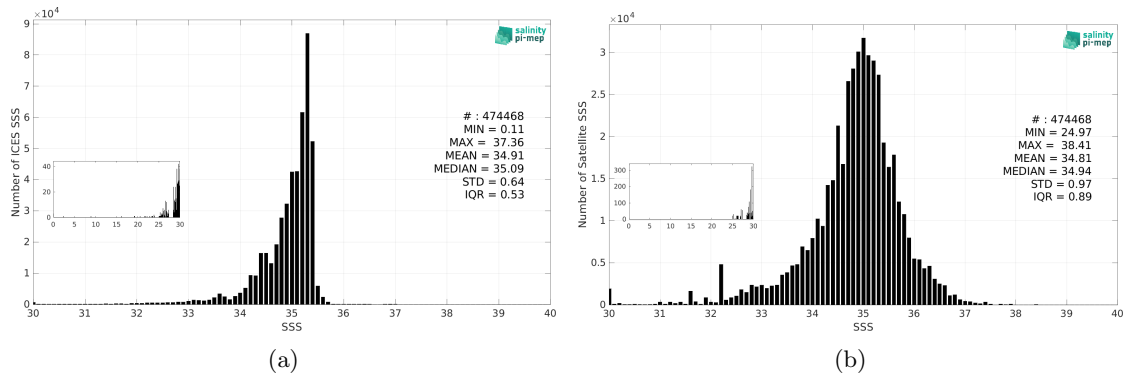 ×10⁴
9
8
7
6
5
4
3
2
1
0
Number of ICES SSS
30 31 32 33 34 35 36 37 38 39 40
SSS
salinity
pi-mep
# : 474468
MIN = 0.11
MAX = 37.36
MEAN = 34.91
MEDIAN = 35.09
STD = 0.64
IQR = 0.53
40
20
0
0 5 10 15 20 25 30
(a)
×10⁴
3
2.5
2
1.5
1
0.5
0
Number of Satellite SSS
30 31 32 33 34 35 36 37 38 39 40
SSS
salinity
pi-mep
# : 474468
MIN = 24.97
MAX = 38.41
MEAN = 34.81
MEDIAN = 34.94
STD = 0.97
IQR = 0.89
300
200
100
0
0 5 10 15 20 25 30
(b)